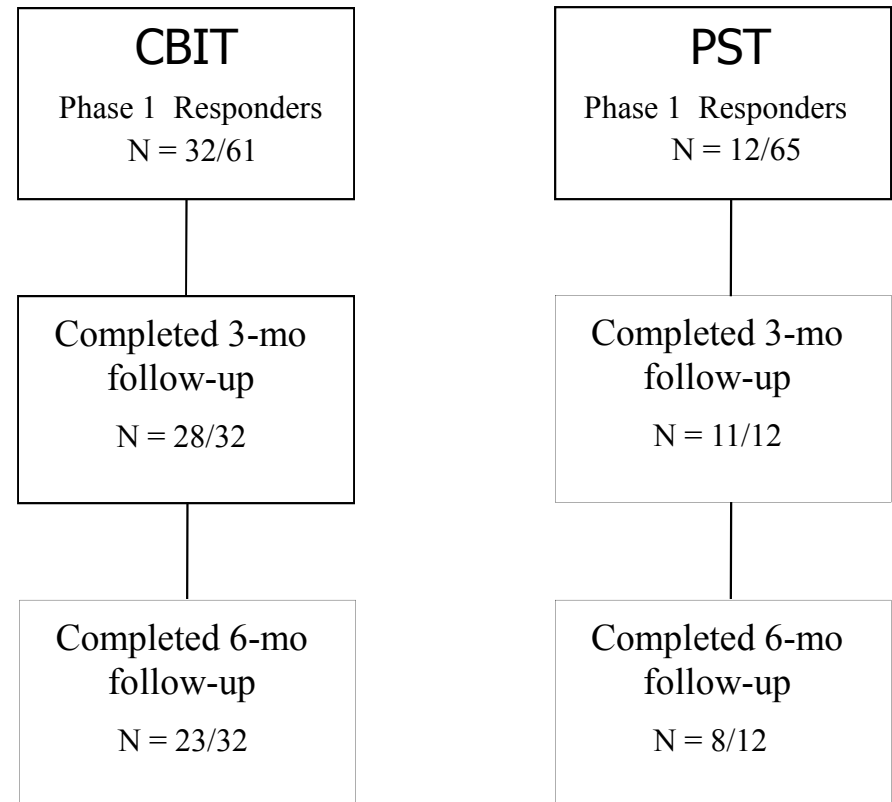 CBIT
Phase 1 Responders
N = 32/61
Completed 3-mo
follow-up
N = 28/32
Completed 6-mo
follow-up
N = 23/32
PST
Phase 1 Responders
N = 12/65
Completed 3-mo
follow-up
N = 11/12
Completed 6-mo
follow-up
N = 8/12